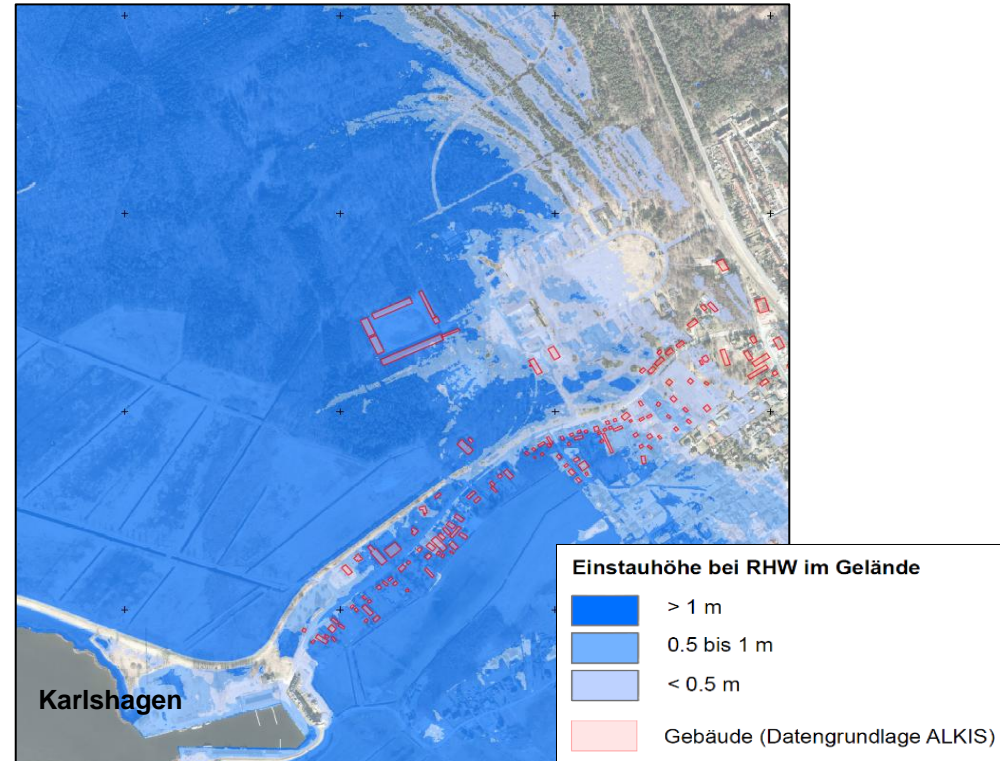 Karlshagen
Einstauhöhe bei RHW im Gelände
> 1 m
0.5 bis 1 m
< 0.5 m
Gebäude (Datengrundlage ALKIS)